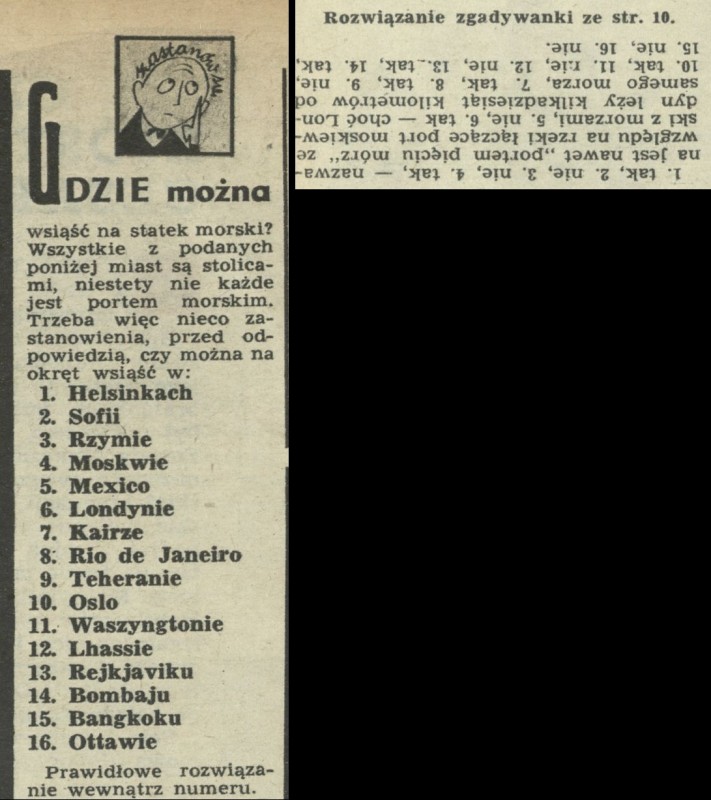 zastanów się
GDZIE można
wsiąść na statek morski?
Wszystkie z podanych
poniżej miast są stolica-
mi, niestety nie każde
jest portem morskim.
Trzeba więc nieco za-
stanowienia, przed od-
powiedzią, czy można na
okręt wsiąść w:
1. Helsinkach
2. Sofii
3. Rzymie
4. Moskwie
5. Mexico
6. Londynie
7. Kairze
8. Rio de Janeiro
9. Teheranie
10. Oslo
11. Waszyngtonie
12. Lhassie
13. Rejkjaviku
14. Bombaju
15. Bangkoku
16. Ottawie
Prawidłowe rozwiąza-
nie wewnątrz numeru.
Rozwiązanie zgadywanki ze str. 10.
1. tak, 2. nie, 3. nie, 4. tak, — nazwa-
na jest nawet „portem pięciu mórz” ze
względu na rzeki łączące port moskiew-
ski z morzami, 5. nie, 6. tak — choć Lon-
dyn leży kilkadziesiąt kilometrów od
samego morza, 7. tak, 8. tak, 9. nie,
10. tak, 11. nie, 12. nie, 13. tak, 14. tak,
15. nie, 16. nie.